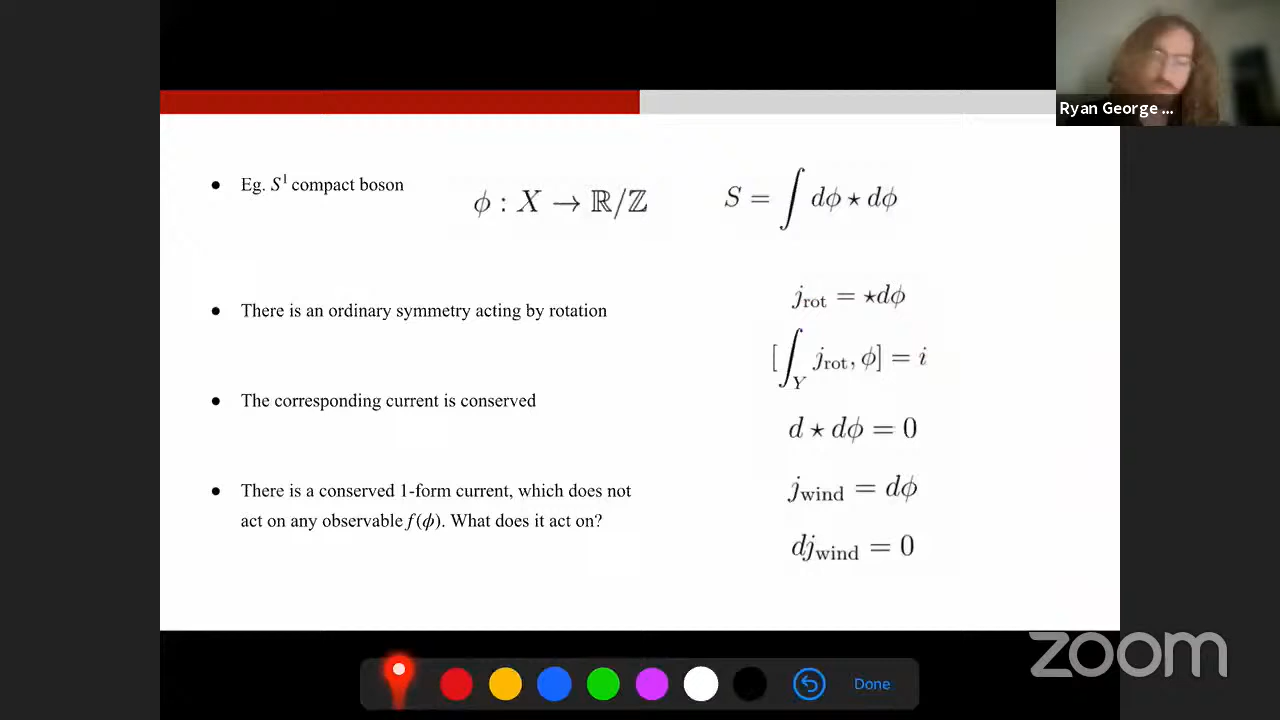 Ryan George ...
● Eg. S¹ compact boson
ϕ : X → ℝ/ℤ
S = ∫ dϕ ⋆ dϕ
● There is an ordinary symmetry acting by rotation
j_rot = ⋆dϕ
[∫_Y j_rot, ϕ] = i
● The corresponding current is conserved
d ⋆ dϕ = 0
● There is a conserved 1-form current, which does not
act on any observable f(ϕ). What does it act on?
j_wind = dϕ
dj_wind = 0
zoom
Done